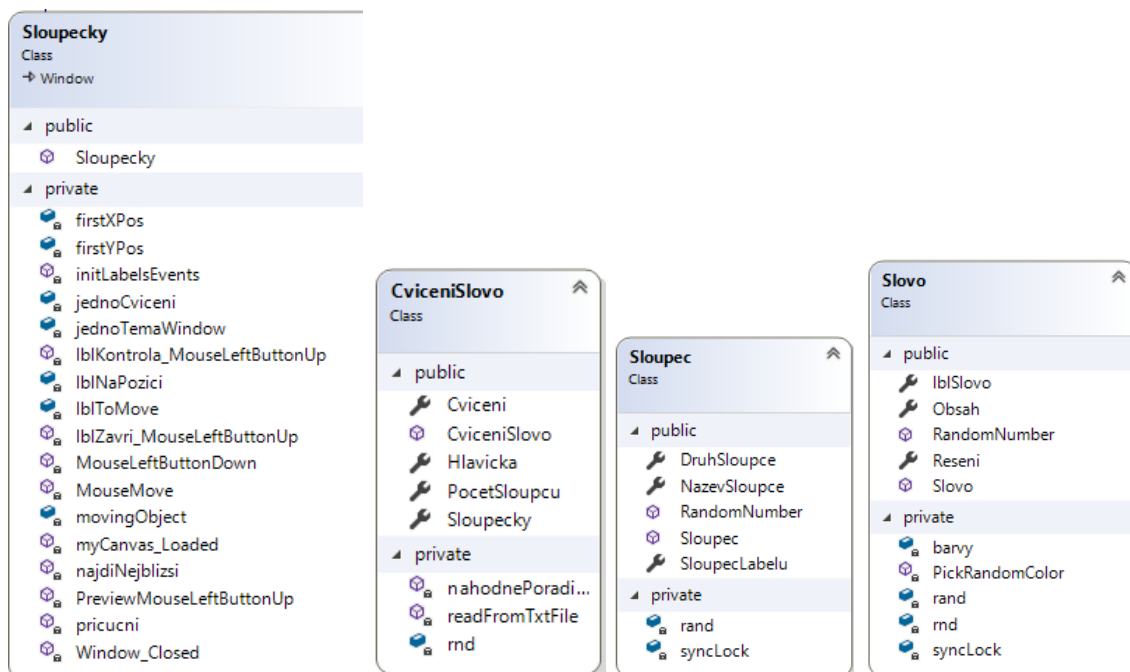 Sloupecky
Class
Window
public
Sloupecky
private
firstXPos
firstYPos
initLabelsEvents
jednoCviceni
jednoTemaWindow
lblKontrola_MouseLeftButtonUp
lblNaPozici
lblToMove
lblZavri_MouseLeftButtonUp
MouseLeftButtonDown
MouseMove
movingObject
myCanvas_Loaded
najdiNejblizsi
PreviewMouseLeftButtonUp
pricucni
Window_Closed
CviceniSlovo
Class
public
Cviceni
CviceniSlovo
Hlavicka
PocetSloupcu
Sloupecky
private
nahodnePoradi...
readFromTxtFile
rnd
Sloupec
Class
public
DruhSloupce
NazevSloupce
RandomNumber
Sloupec
SloupecLabelu
private
rand
syncLock
Slovo
Class
public
lblSlovo
Obsah
RandomNumber
Reseni
Slovo
private
barvy
PickRandomColor
rand
rnd
syncLock